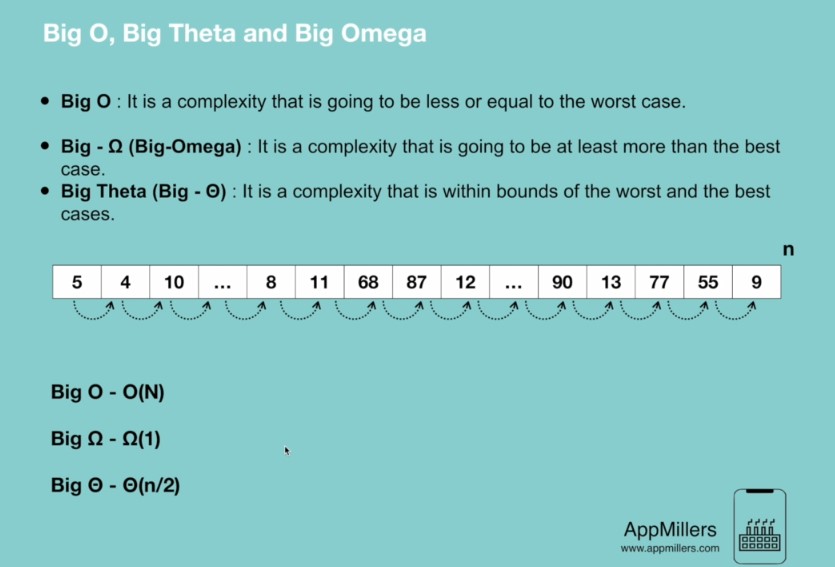 Big O, Big Theta and Big Omega
• Big O : It is a complexity that is going to be less or equal to the worst case.
• Big - Ω (Big-Omega) : It is a complexity that is going to be at least more than the best
case.
• Big Theta (Big - Θ) : It is a complexity that is within bounds of the worst and the best
cases.
n
5 4 10 ... 8 11 68 87 12 ... 90 13 77 55 9
Big O - O(N)
Big Ω - Ω(1)
Big Θ - Θ(n/2)
AppMillers
www.appmillers.com